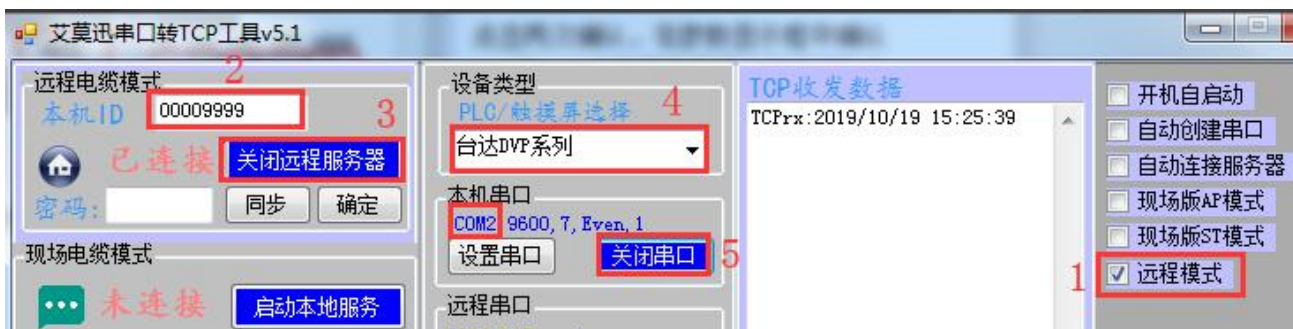 艾莫迅串口转TCP工具v5.1
远程电缆模式
2
本机ID 00009999
3
已连接 关闭远程服务器
密码: 同步 确定
现场电缆模式
未连接 启动本地服务
设备类型
PLC/触摸屏选择 4
台达DVP系列
本机串口
COM2 9600,7,Even,1
设置串口 关闭串口 5
远程串口
TCP收发数据
TCPrx:2019/10/19 15:25:39
开机自启动
自动创建串口
自动连接服务器
现场版AP模式
现场版ST模式
1 远程模式